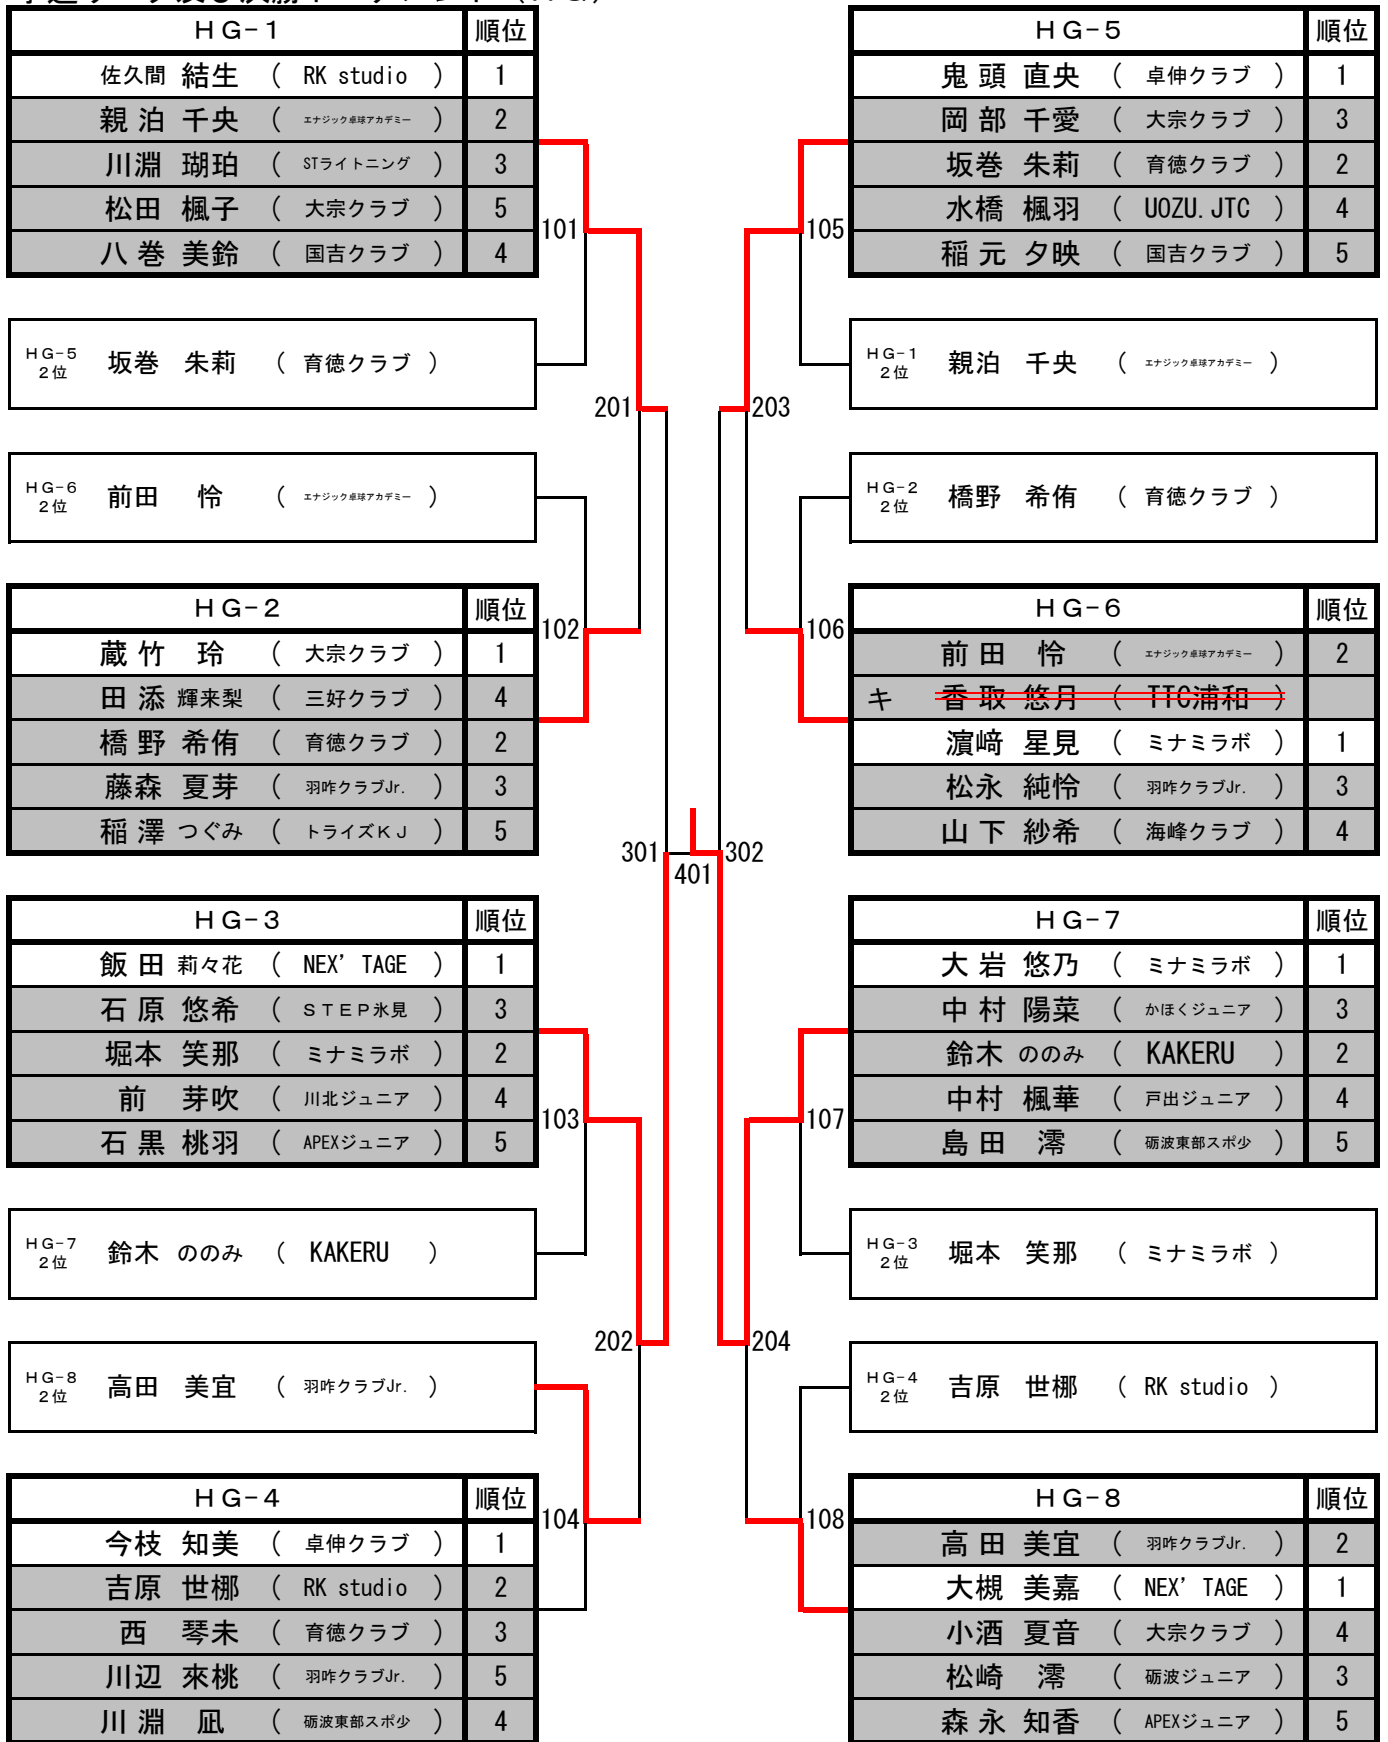 ＨＧ－１ 順位
佐久間 結生 （ RK studio ） 1
親泊 千央 （ エナジック卓球アカデミー ） 2
川淵 瑚珀 （ STライトニング ） 3
松田 楓子 （ 大宗クラブ ） 5
八巻 美鈴 （ 国吉クラブ ） 4
101
ＨＧ－５ ２位 坂巻 朱莉 （ 育徳クラブ ）
201
ＨＧ－６ ２位 前田 怜 （ エナジック卓球アカデミー ）
ＨＧ－２ 順位
102
蔵竹 玲 （ 大宗クラブ ） 1
田添 輝来梨 （ 三好クラブ ） 4
橋野 希侑 （ 育徳クラブ ） 2
藤森 夏芽 （ 羽咋クラブJr. ） 3
稲澤 つぐみ （ トライズＫＪ ） 5
301
401
302
ＨＧ－３ 順位
飯田 莉々花 （ NEX’TAGE ） 1
石原 悠希 （ ＳＴＥＰ氷見 ） 3
堀本 笑那 （ ミナミラボ ） 2
前 芽吹 （ 川北ジュニア ） 4
石黒 桃羽 （ APEXジュニア ） 5
103
ＨＧ－７ ２位 鈴木 ののみ （ KAKERU ）
202
ＨＧ－８ ２位 高田 美宜 （ 羽咋クラブJr. ）
ＨＧ－４ 順位
104
今枝 知美 （ 卓伸クラブ ） 1
吉原 世梛 （ RK studio ） 2
西 琴未 （ 育徳クラブ ） 3
川辺 來桃 （ 羽咋クラブJr. ） 5
川淵 凪 （ 砺波東部スポ少 ） 4
ＨＧ－５ 順位
鬼頭 直央 （ 卓伸クラブ ） 1
岡部 千愛 （ 大宗クラブ ） 3
坂巻 朱莉 （ 育徳クラブ ） 2
水橋 楓羽 （ UOZU.JTC ） 4
稲元 夕映 （ 国吉クラブ ） 5
105
ＨＧ－１ ２位 親泊 千央 （ エナジック卓球アカデミー ）
203
ＨＧ－２ ２位 橋野 希侑 （ 育徳クラブ ）
ＨＧ－６ 順位
106
前田 怜 （ エナジック卓球アカデミー ） 2
キ 香取 悠月 （ TTC浦和 ）
濵﨑 星見 （ ミナミラボ ） 1
松永 純怜 （ 羽咋クラブJr. ） 3
山下 紗希 （ 海峰クラブ ） 4
ＨＧ－７ 順位
大岩 悠乃 （ ミナミラボ ） 1
中村 陽菜 （ かほくジュニア ） 3
鈴木 ののみ （ KAKERU ） 2
中村 楓華 （ 戸出ジュニア ） 4
島田 澪 （ 砺波東部スポ少 ） 5
107
ＨＧ－３ ２位 堀本 笑那 （ ミナミラボ ）
204
ＨＧ－４ ２位 吉原 世梛 （ RK studio ）
ＨＧ－８ 順位
108
高田 美宜 （ 羽咋クラブJr. ） 2
大槻 美嘉 （ NEX’TAGE ） 1
小酒 夏音 （ 大宗クラブ ） 4
松崎 澪 （ 砺波ジュニア ） 3
森永 知香 （ APEXジュニア ） 5